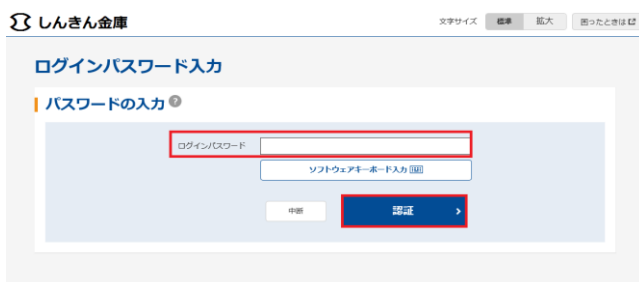 しんきん金庫
文字サイズ 標準 拡大 困ったときは
ログインパスワード入力
パスワードの入力 ?
ログインパスワード
ソフトウェアキーボード入力
中断 認証 >